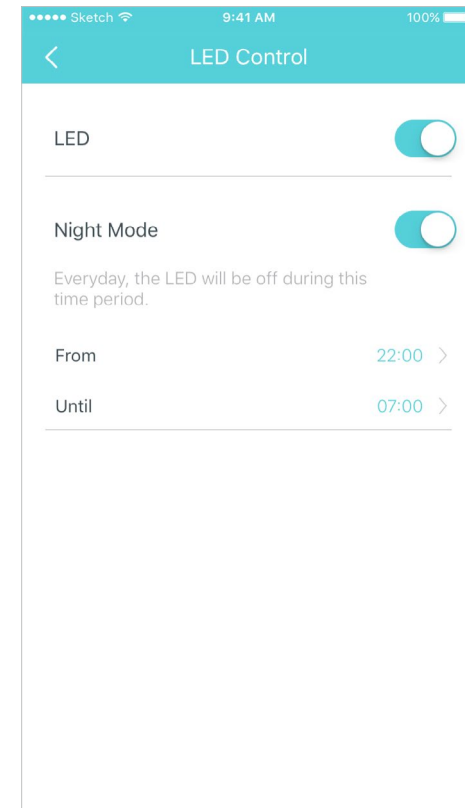 Sketch 9:41 AM 100%
LED Control
LED
Night Mode
Everyday, the LED will be off during this
time period.
From 22:00
Until 07:00